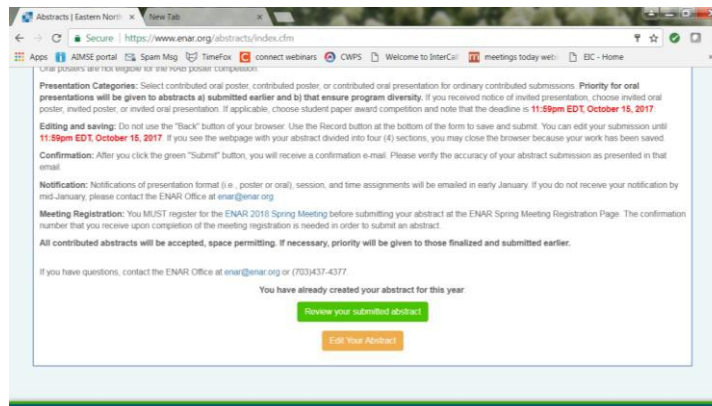 Abstracts | Eastern North
New Tab
Secure https://www.enar.org/abstracts/index.cfm
Apps AIMSE portal Spam Msg TimeFox connect webinars CWPS Welcome to InterCall meetings today web EIC - Home
Oral posters are not eligible for the RAB poster competition.
Presentation Categories: Select contributed oral poster, contributed poster, or contributed oral presentation for ordinary contributed submissions. Priority for oral
presentations will be given to abstracts a) submitted earlier and b) that ensure program diversity. If you received notice of invited presentation, choose invited oral
poster, invited poster, or invited oral presentation. If applicable, choose student paper award competition and note that the deadline is 11:59pm EDT, October 15, 2017.
Editing and saving: Do not use the "Back" button of your browser. Use the Record button at the bottom of the form to save and submit. You can edit your submission until
11:59pm EDT, October 15, 2017. If you see the webpage with your abstract divided into four (4) sections, you may close the browser because your work has been saved.
Confirmation: After you click the green "Submit" button, you will receive a confirmation e-mail. Please verify the accuracy of your abstract submission as presented in that
email.
Notification: Notifications of presentation format (i.e., poster or oral), session, and time assignments will be emailed in early January. If you do not receive your notification by
mid-January, please contact the ENAR Office at enar@enar.org.
Meeting Registration: You MUST register for the ENAR 2018 Spring Meeting before submitting your abstract at the ENAR Spring Meeting Registration Page. The confirmation
number that you receive upon completion of the meeting registration is needed in order to submit an abstract.
All contributed abstracts will be accepted, space permitting. If necessary, priority will be given to those finalized and submitted earlier.
If you have questions, contact the ENAR Office at enar@enar.org or (703)437-4377.
You have already created your abstract for this year
Review your submitted abstract
Edit Your Abstract